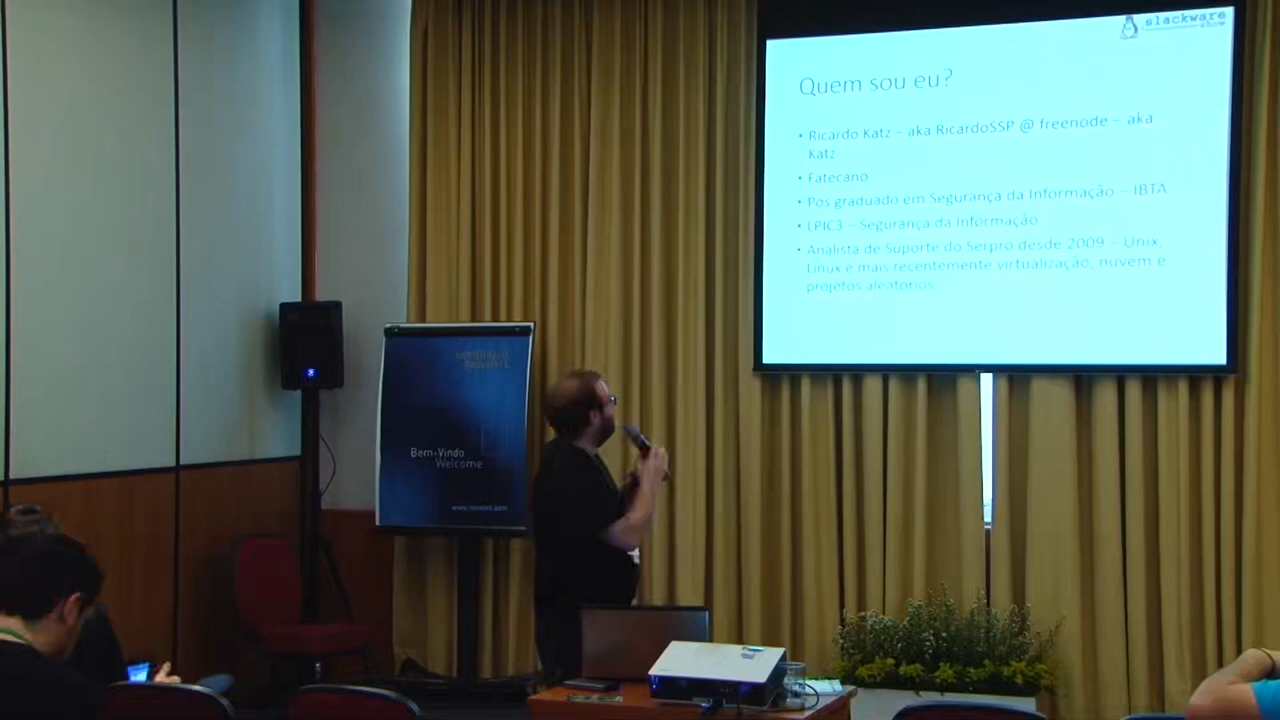 slackware
show
Quem sou eu?
• Ricardo Katz – aka RicardoSSP @ freenode – aka
Katz
• Fatecano
• Pos graduado em Segurança da Informação – IBTA
• LPIC3 – Segurança da Informação
• Analista de Suporte do Serpro desde 2009 – Unix,
Linux e mais recentemente virtualização, nuvem e
projetos aleatorios.
Bem-Vindo
Welcome